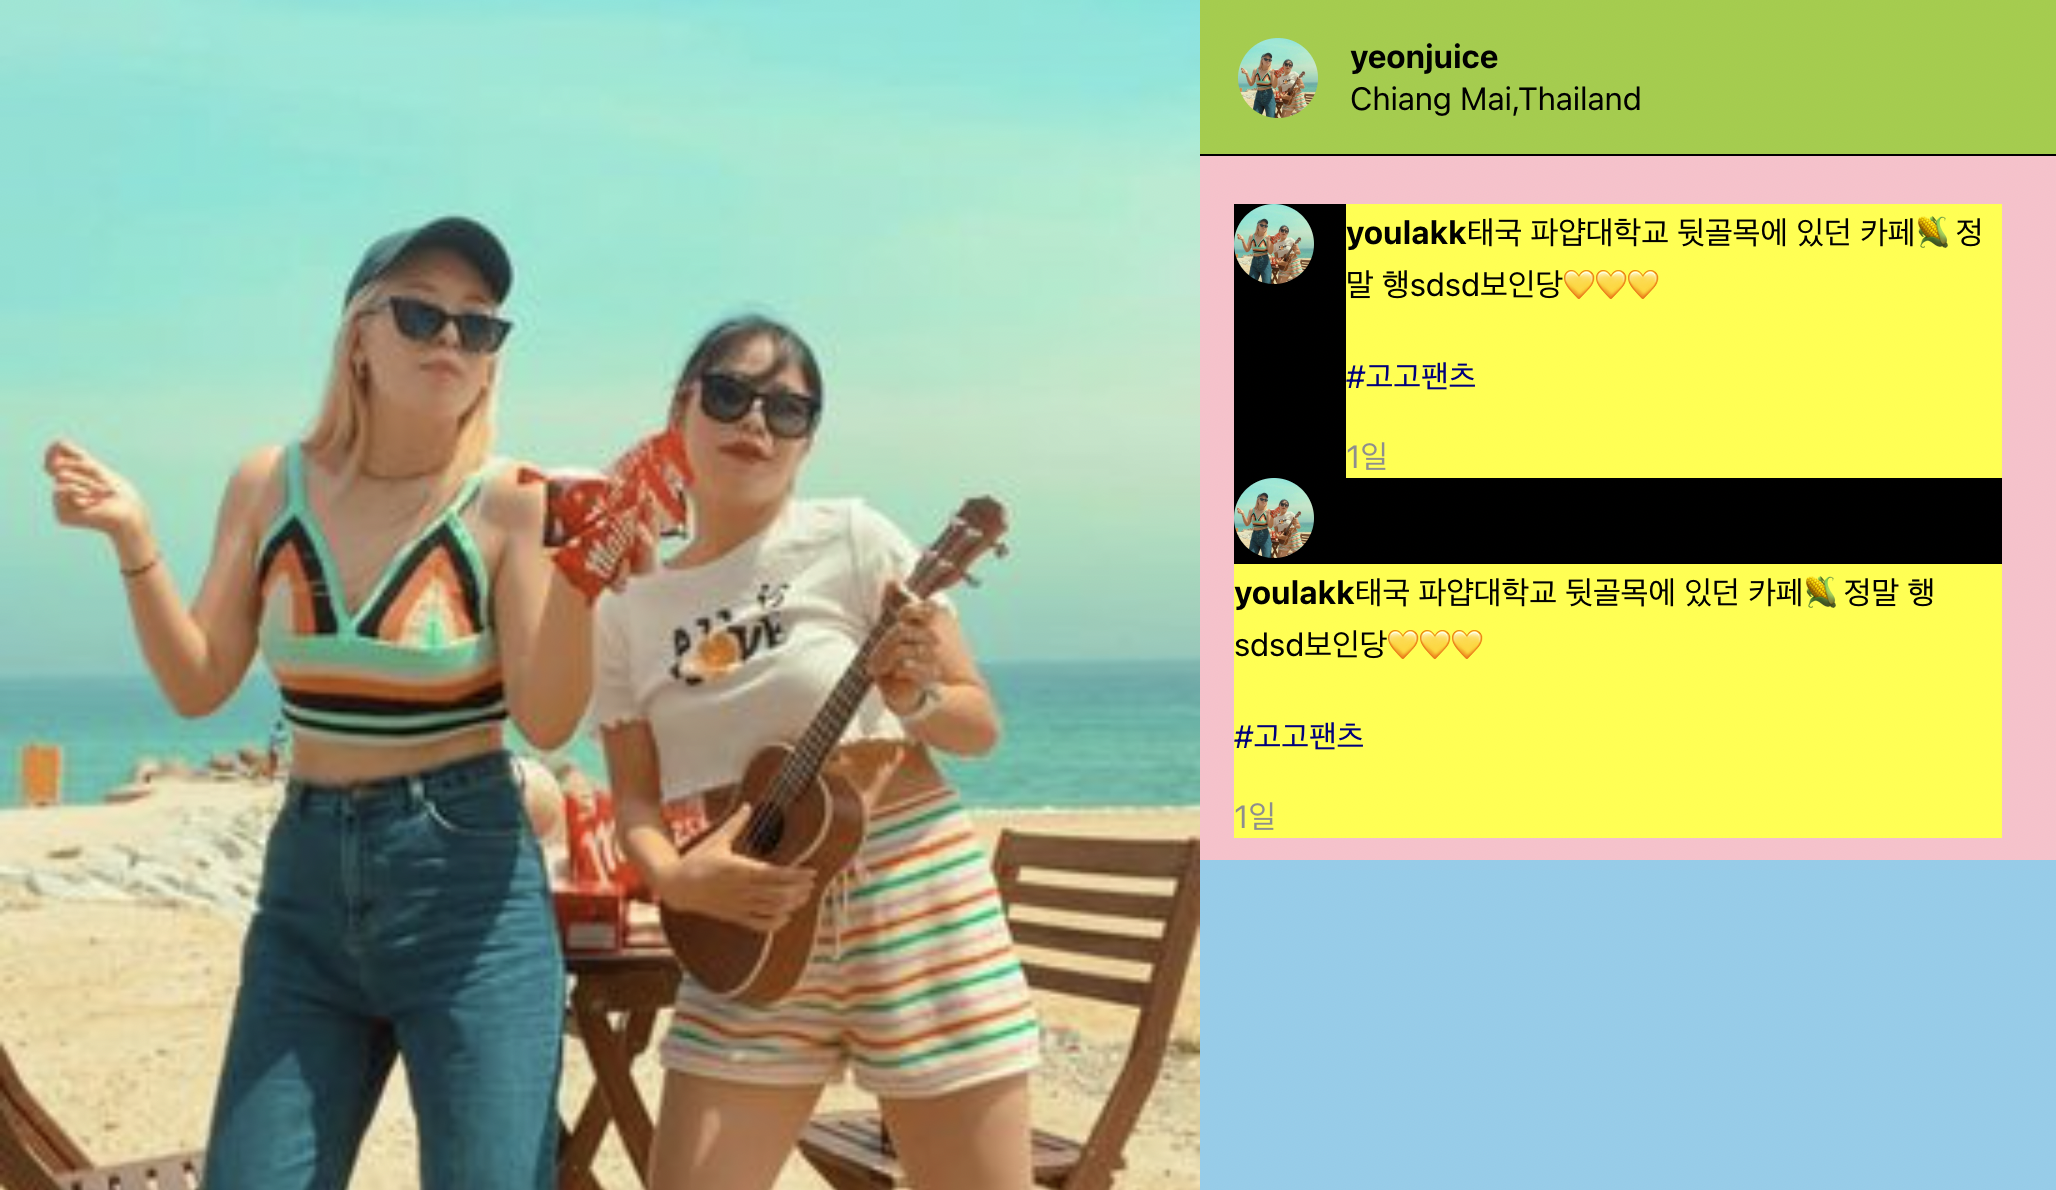 yeonjuice
Chiang Mai,Thailand
youlakk태국 파얍대학교 뒷골목에 있던 카페🌽 정
말 행sdsd보인당💛💛💛
#고고팬츠
1일
youlakk태국 파얍대학교 뒷골목에 있던 카페🌽 정말 행
sdsd보인당💛💛💛
#고고팬츠
1일